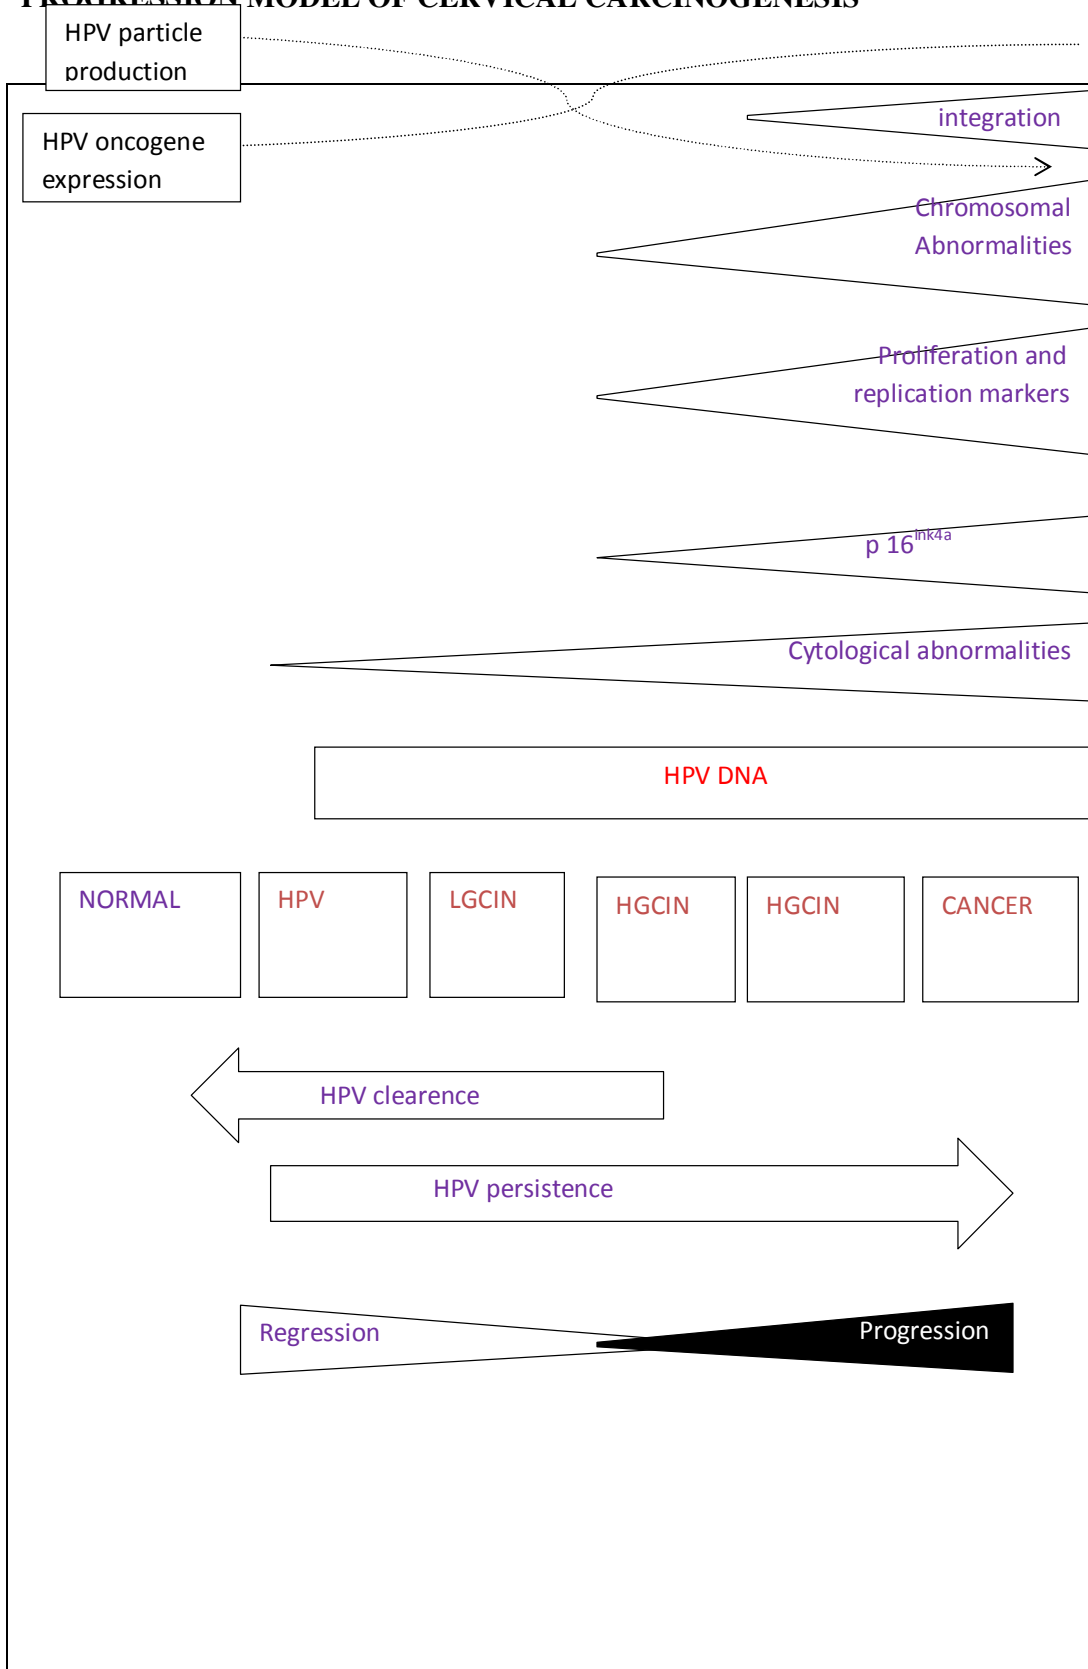 PROGRESSION MODEL OF CERVICAL CARCINOGENESIS
HPV particle
production
HPV oncogene
expression
integration
Chromosomal
Abnormalities
Proliferation and
replication markers
p 16ink4a
Cytological abnormalities
HPV DNA
NORMAL
HPV
LGCIN
HGCIN
HGCIN
CANCER
HPV clearence
HPV persistence
Regression
Progression